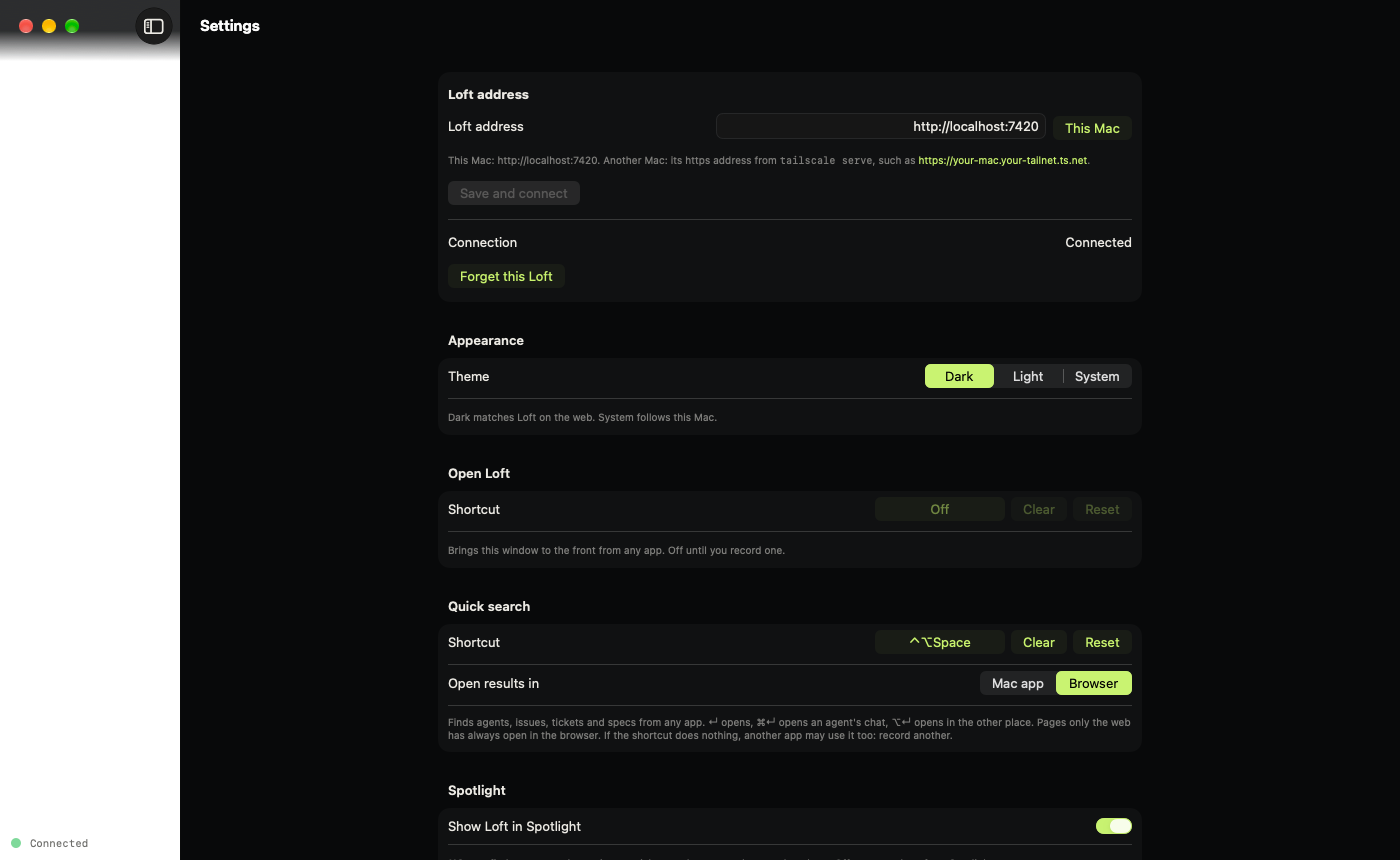 Settings
Loft address
Loft address
http://localhost:7420
This Mac
This Mac: http://localhost:7420. Another Mac: its https address from tailscale serve, such as https://your-mac.your-tailnet.ts.net.
Save and connect
Connection
Connected
Forget this Loft
Appearance
Theme
Dark
Light
System
Dark matches Loft on the web. System follows this Mac.
Open Loft
Shortcut
Off
Clear
Reset
Brings this window to the front from any app. Off until you record one.
Quick search
Shortcut
^⌥Space
Clear
Reset
Open results in
Mac app
Browser
Finds agents, issues, tickets and specs from any app. ↵ opens, ⌘↵ opens an agent's chat, ⌥↵ opens in the other place. Pages only the web
has always open in the browser. If the shortcut does nothing, another app may use it too: record another.
Spotlight
Show Loft in Spotlight
Connected